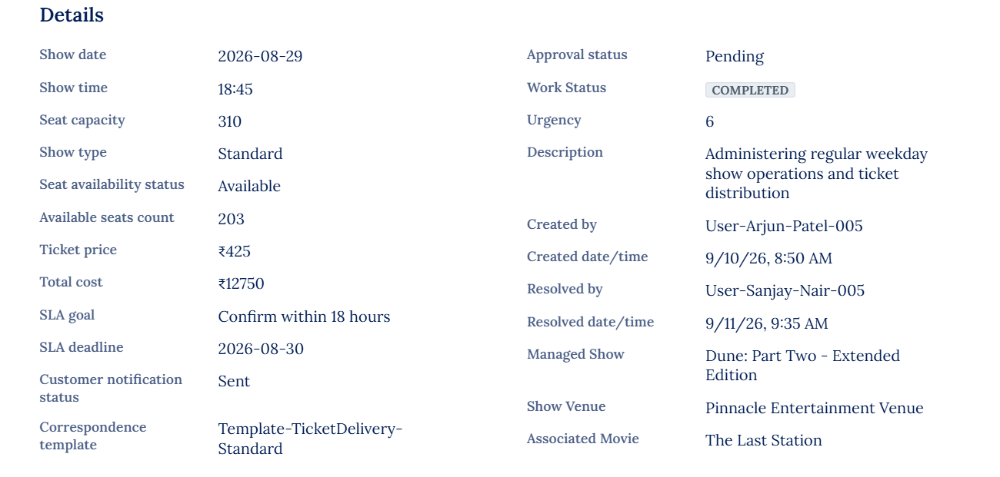 Details
Show date
2026-08-29
Show time
18:45
Seat capacity
310
Show type
Standard
Seat availability status
Available
Available seats count
203
Ticket price
₹425
Total cost
₹12750
SLA goal
Confirm within 18 hours
SLA deadline
2026-08-30
Customer notification
status
Sent
Correspondence
template
Template-TicketDelivery-
Standard
Approval status
Pending
Work Status
COMPLETED
Urgency
6
Description
Administering regular weekday
show operations and ticket
distribution
Created by
User-Arjun-Patel-005
Created date/time
9/10/26, 8:50 AM
Resolved by
User-Sanjay-Nair-005
Resolved date/time
9/11/26, 9:35 AM
Managed Show
Dune: Part Two - Extended
Edition
Show Venue
Pinnacle Entertainment Venue
Associated Movie
The Last Station